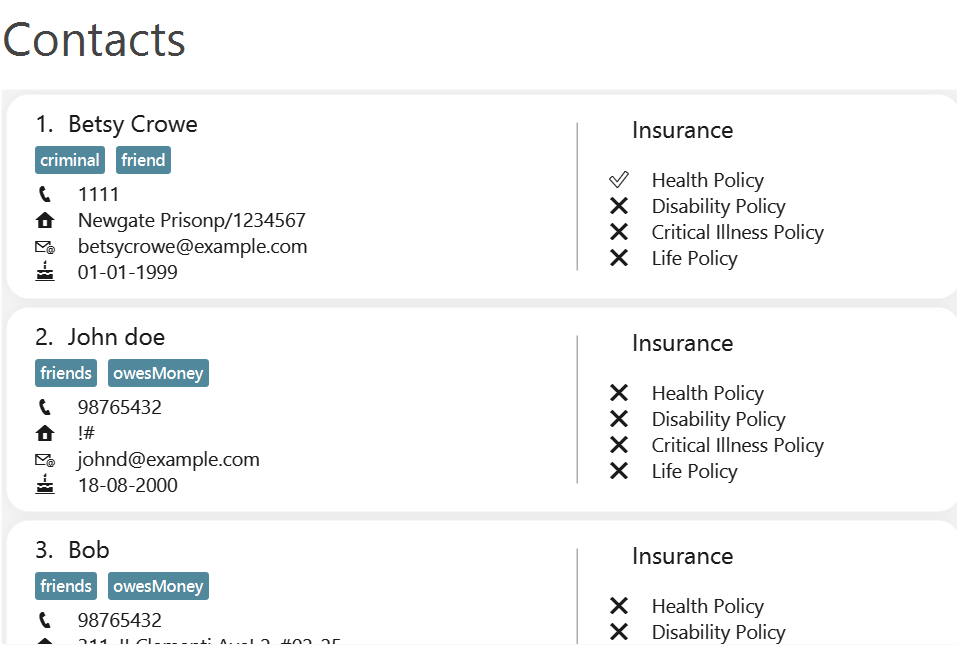 Contacts
1. Betsy Crowe
criminal friend
1111
Newgate Prisonp/1234567
betsycrowe@example.com
01-01-1999
Insurance
Health Policy
Disability Policy
Critical Illness Policy
Life Policy
2. John doe
friends owesMoney
98765432
!#
johnd@example.com
18-08-2000
Insurance
Health Policy
Disability Policy
Critical Illness Policy
Life Policy
3. Bob
friends owesMoney
98765432
Insurance
Health Policy
Disability Policy